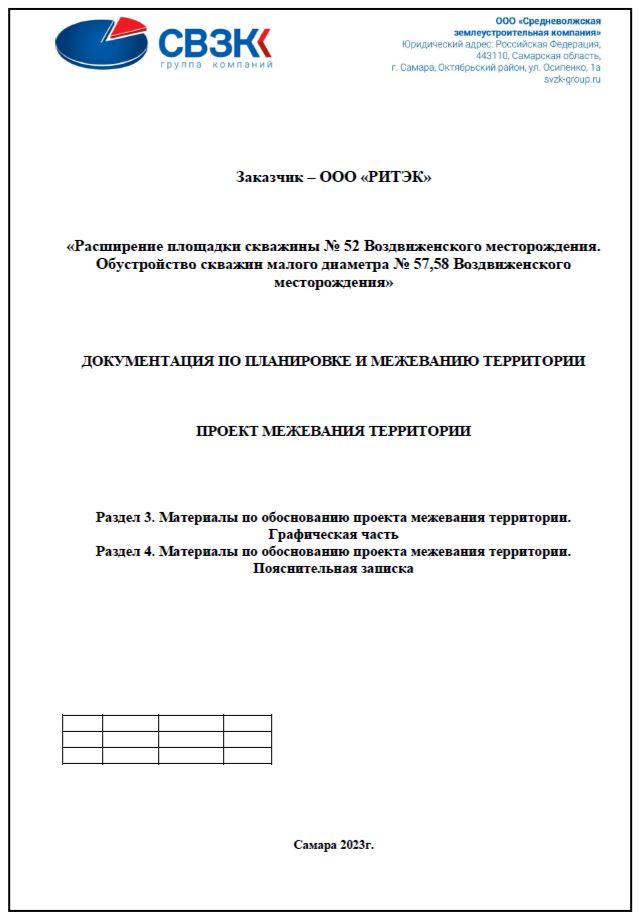 СВЗК
группа компаний
ООО «Средневолжская
землеустроительная компания»
Юридический адрес: Российская Федерация,
443110, Самарская область,
г. Самара, Октябрьский район, ул. Осипенко, 1а
svzk-group.ru
Заказчик – ООО «РИТЭК»
«Расширение площадки скважины № 52 Воздвиженского месторождения.
Обустройство скважин малого диаметра № 57,58 Воздвиженского
месторождения»
ДОКУМЕНТАЦИЯ ПО ПЛАНИРОВКЕ И МЕЖЕВАНИЮ ТЕРРИТОРИИ
ПРОЕКТ МЕЖЕВАНИЯ ТЕРРИТОРИИ
Раздел 3. Материалы по обоснованию проекта межевания территории.
Графическая часть
Раздел 4. Материалы по обоснованию проекта межевания территории.
Пояснительная записка
Самара 2023г.